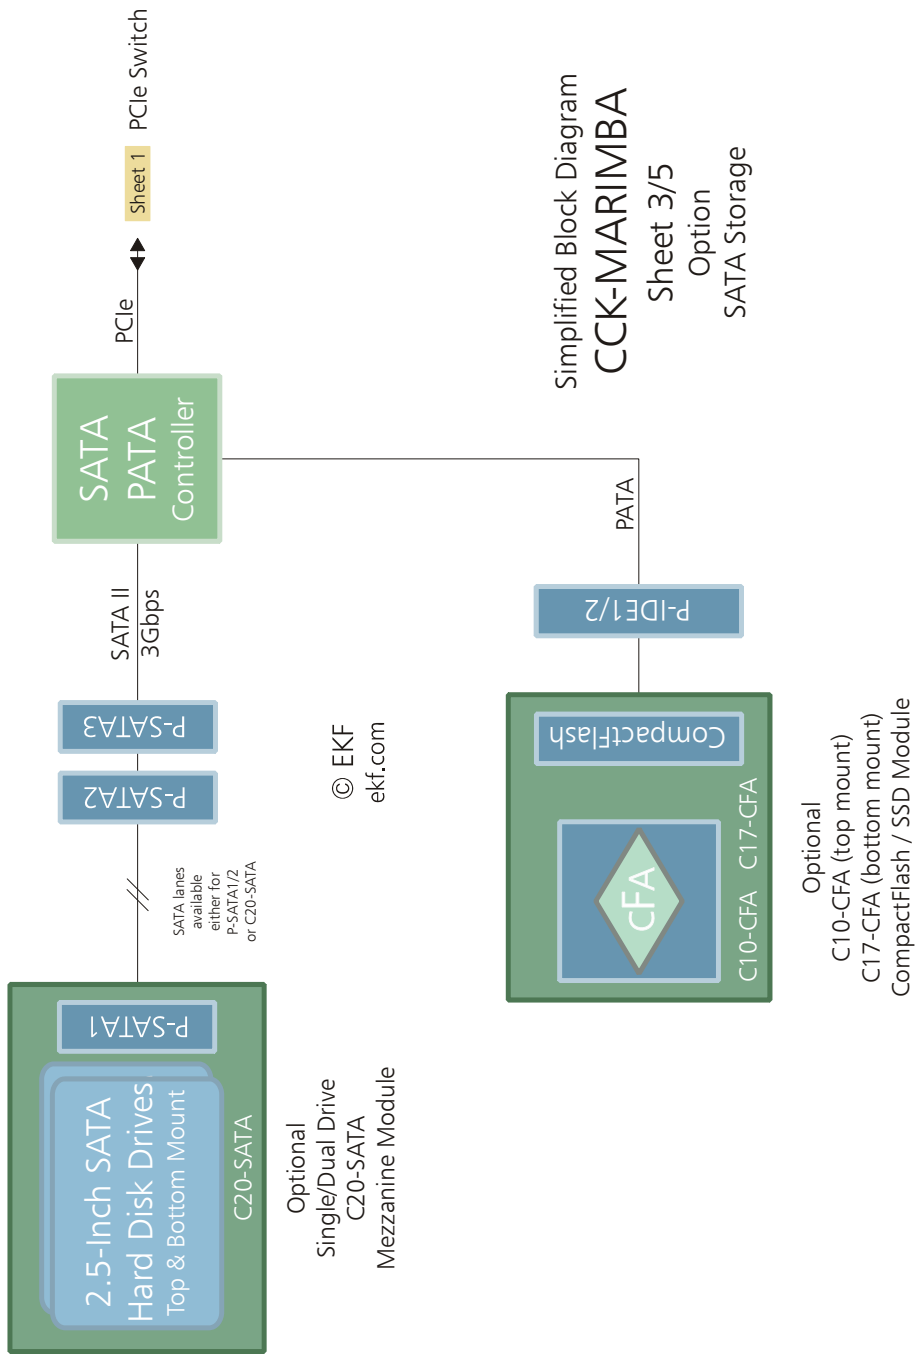 2.5-Inch SATA
Hard Disk Drives
Top & Bottom Mount
P-SATA1
C20-SATA
Optional
Single/Dual Drive
C20-SATA
Mezzanine Module
SATA lanes
available
either for
P-SATA1/2
or C20-SATA
P-SATA2
P-SATA3
SATA II
3Gbps
SATA
PATA
Controller
PCIe
Sheet 1
PCIe Switch
© EKF
ekf.com
PATA
P-IDE1/2
CompactFlash
CFA
C10-CFA
C17-CFA
Optional
C10-CFA (top mount)
C17-CFA (bottom mount)
CompactFlash / SSD Module
Simplified Block Diagram
CCK-MARIMBA
Sheet 3/5
Option
SATA Storage